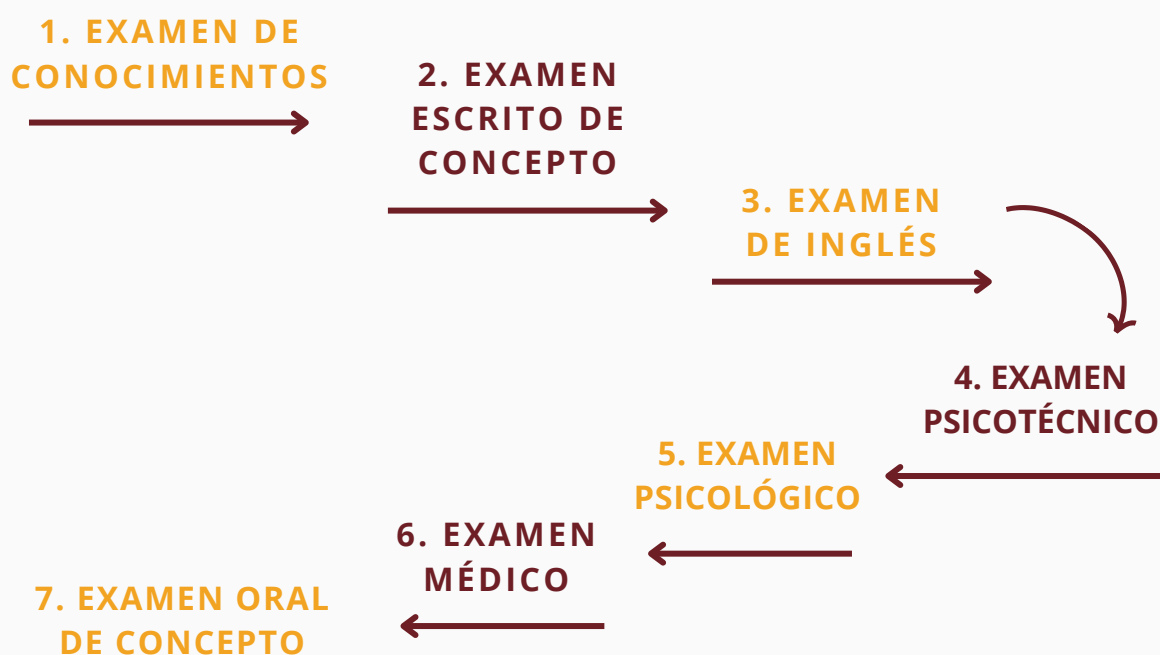 1. EXAMEN DE
CONOCIMIENTOS
2. EXAMEN
ESCRITO DE
CONCEPTO
3. EXAMEN
DE INGLÉS
4. EXAMEN
PSICOTÉCNICO
5. EXAMEN
PSICOLÓGICO
6. EXAMEN
MÉDICO
7. EXAMEN ORAL
DE CONCEPTO